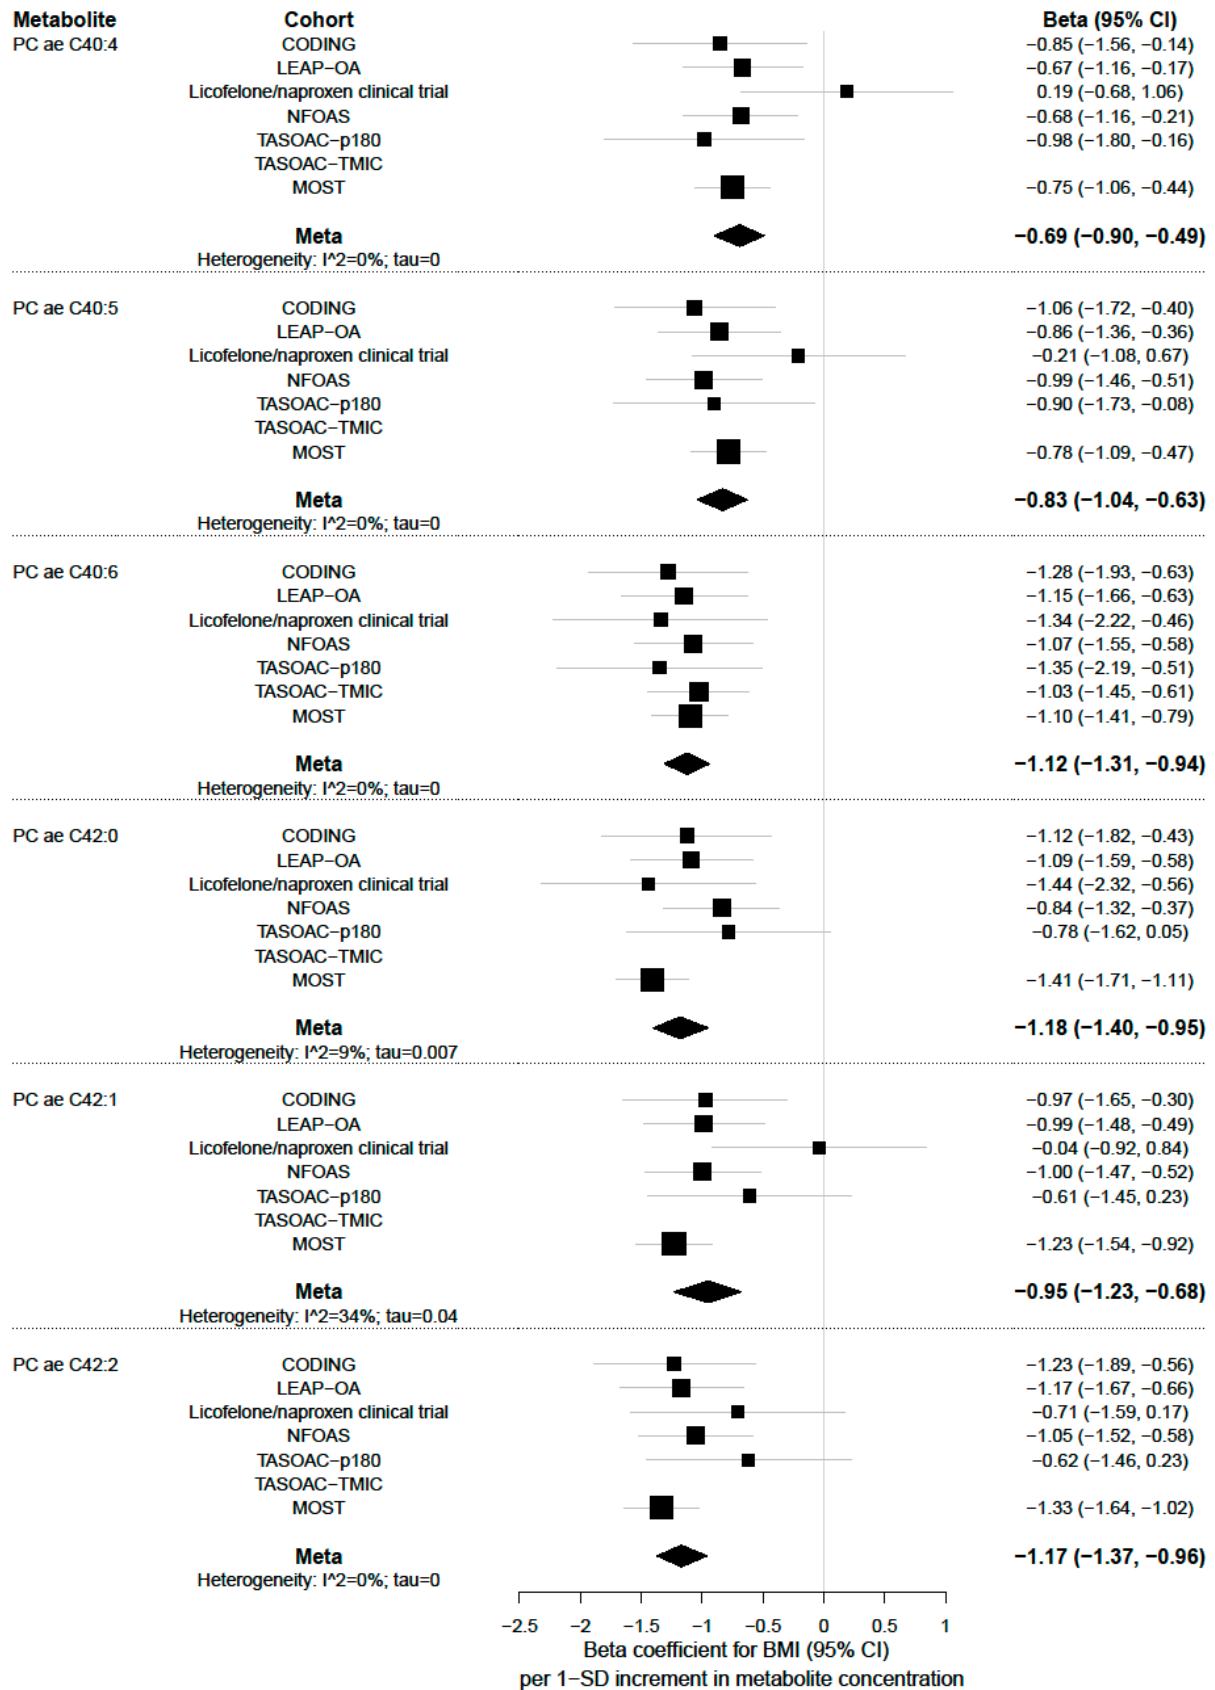 Metabolite Cohort Beta (95% CI)
PC ae C40:4 CODING −0.85 (−1.56, −0.14)
LEAP−OA −0.67 (−1.16, −0.17)
Licofelone/naproxen clinical trial 0.19 (−0.68, 1.06)
NFOAS −0.68 (−1.16, −0.21)
TASOAC−p180 −0.98 (−1.80, −0.16)
TASOAC−TMIC
MOST −0.75 (−1.06, −0.44)
Meta −0.69 (−0.90, −0.49)
Heterogeneity: I^2=0%; tau=0
PC ae C40:5 CODING −1.06 (−1.72, −0.40)
LEAP−OA −0.86 (−1.36, −0.36)
Licofelone/naproxen clinical trial −0.21 (−1.08, 0.67)
NFOAS −0.99 (−1.46, −0.51)
TASOAC−p180 −0.90 (−1.73, −0.08)
TASOAC−TMIC
MOST −0.78 (−1.09, −0.47)
Meta −0.83 (−1.04, −0.63)
Heterogeneity: I^2=0%; tau=0
PC ae C40:6 CODING −1.28 (−1.93, −0.63)
LEAP−OA −1.15 (−1.66, −0.63)
Licofelone/naproxen clinical trial −1.34 (−2.22, −0.46)
NFOAS −1.07 (−1.55, −0.58)
TASOAC−p180 −1.35 (−2.19, −0.51)
TASOAC−TMIC −1.03 (−1.45, −0.61)
MOST −1.10 (−1.41, −0.79)
Meta −1.12 (−1.31, −0.94)
Heterogeneity: I^2=0%; tau=0
PC ae C42:0 CODING −1.12 (−1.82, −0.43)
LEAP−OA −1.09 (−1.59, −0.58)
Licofelone/naproxen clinical trial −1.44 (−2.32, −0.56)
NFOAS −0.84 (−1.32, −0.37)
TASOAC−p180 −0.78 (−1.62, 0.05)
TASOAC−TMIC
MOST −1.41 (−1.71, −1.11)
Meta −1.18 (−1.40, −0.95)
Heterogeneity: I^2=9%; tau=0.007
PC ae C42:1 CODING −0.97 (−1.65, −0.30)
LEAP−OA −0.99 (−1.48, −0.49)
Licofelone/naproxen clinical trial −0.04 (−0.92, 0.84)
NFOAS −1.00 (−1.47, −0.52)
TASOAC−p180 −0.61 (−1.45, 0.23)
TASOAC−TMIC
MOST −1.23 (−1.54, −0.92)
Meta −0.95 (−1.23, −0.68)
Heterogeneity: I^2=34%; tau=0.04
PC ae C42:2 CODING −1.23 (−1.89, −0.56)
LEAP−OA −1.17 (−1.67, −0.66)
Licofelone/naproxen clinical trial −0.71 (−1.59, 0.17)
NFOAS −1.05 (−1.52, −0.58)
TASOAC−p180 −0.62 (−1.46, 0.23)
TASOAC−TMIC
MOST −1.33 (−1.64, −1.02)
Meta −1.17 (−1.37, −0.96)
Heterogeneity: I^2=0%; tau=0
−2.5 −2 −1.5 −1 −0.5 0 0.5 1
Beta coefficient for BMI (95% CI)
per 1−SD increment in metabolite concentration